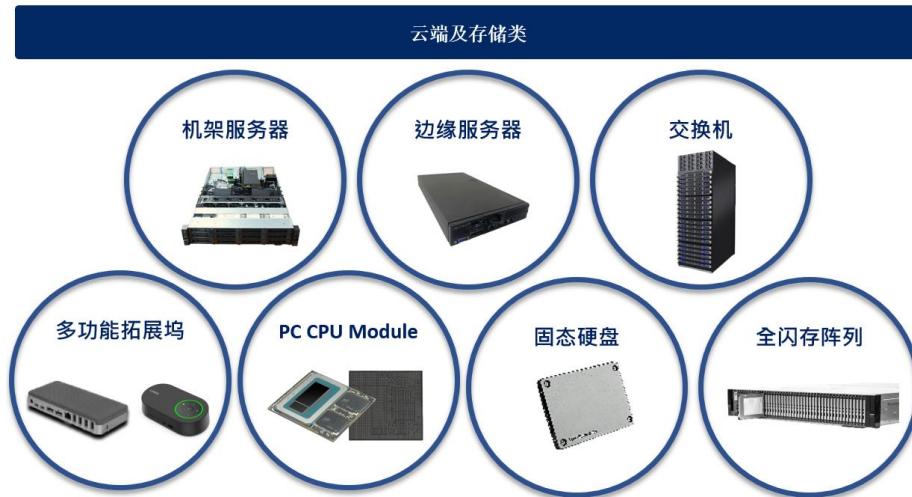 云端及存储类
机架服务器
边缘服务器
交换机
多功能拓展坞
PC CPU Module
固态硬盘
全闪存阵列